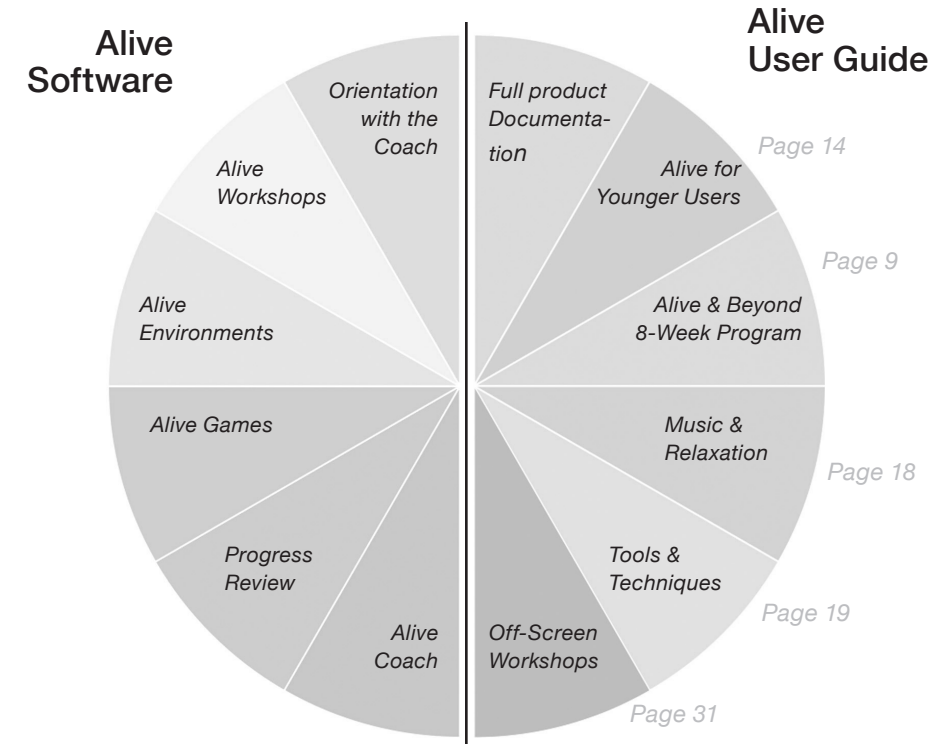 Alive
Software
Orientation
with the
Coach
Alive
Workshops
Alive
Environments
Alive Games
Progress
Review
Alive
Coach
Alive
User Guide
Full product
Documenta-
tion
Alive for
Younger Users
Page 14
Page 9
Alive & Beyond
8-Week Program
Music &
Relaxation
Page 18
Tools &
Techniques
Page 19
Off-Screen
Workshops
Page 31